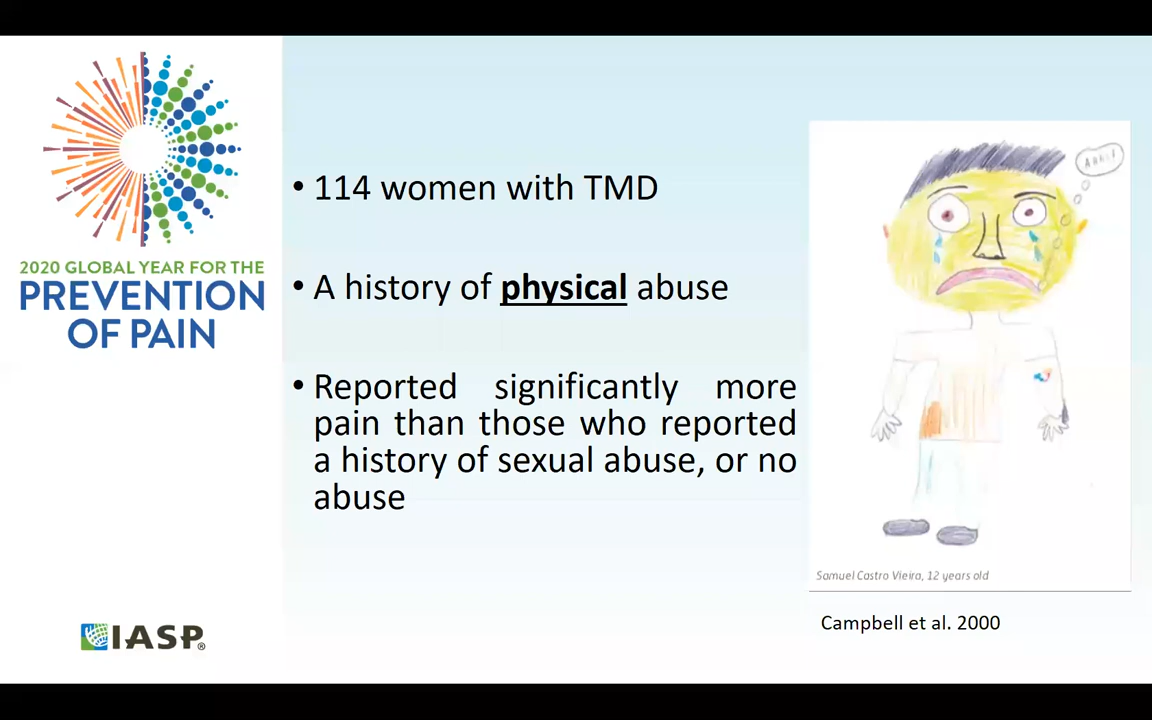 2020 GLOBAL YEAR FOR THE
PREVENTION
OF PAIN
• 114 women with TMD
• A history of physical abuse
• Reported significantly more
pain than those who reported
a history of sexual abuse, or no
abuse
Samuel Castro Vieira, 12 years old
Campbell et al. 2000
IASP®